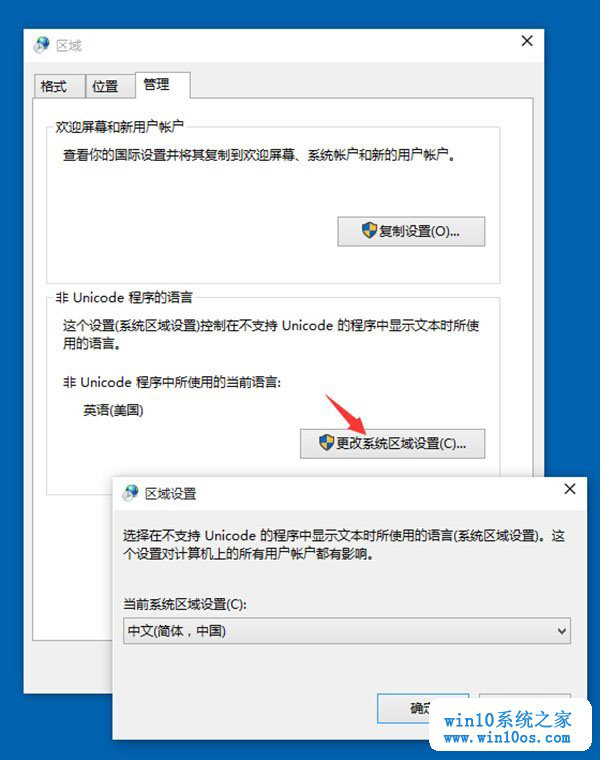 区域
格式
位置
管理
欢迎屏幕和新用户帐户
查看你的国际设置并将其复制到欢迎屏幕、系统帐户和新的用户帐户。
复制设置(O)...
非 Unicode 程序的语言
这个设置(系统区域设置)控制在不支持 Unicode 的程序中显示文本时所使
用的语言。
非 Unicode 程序中所使用的当前语言:
英语(美国)
更改系统区域设置(C)...
区域设置
选择在不支持 Unicode 的程序中显示文本时所使用的语言(系统区域设置)。这
个设置对计算机上的所有用户帐户都有影响。
当前系统区域设置(C):
中文(简体，中国)
确定
win10系统之家
www.win10os.com